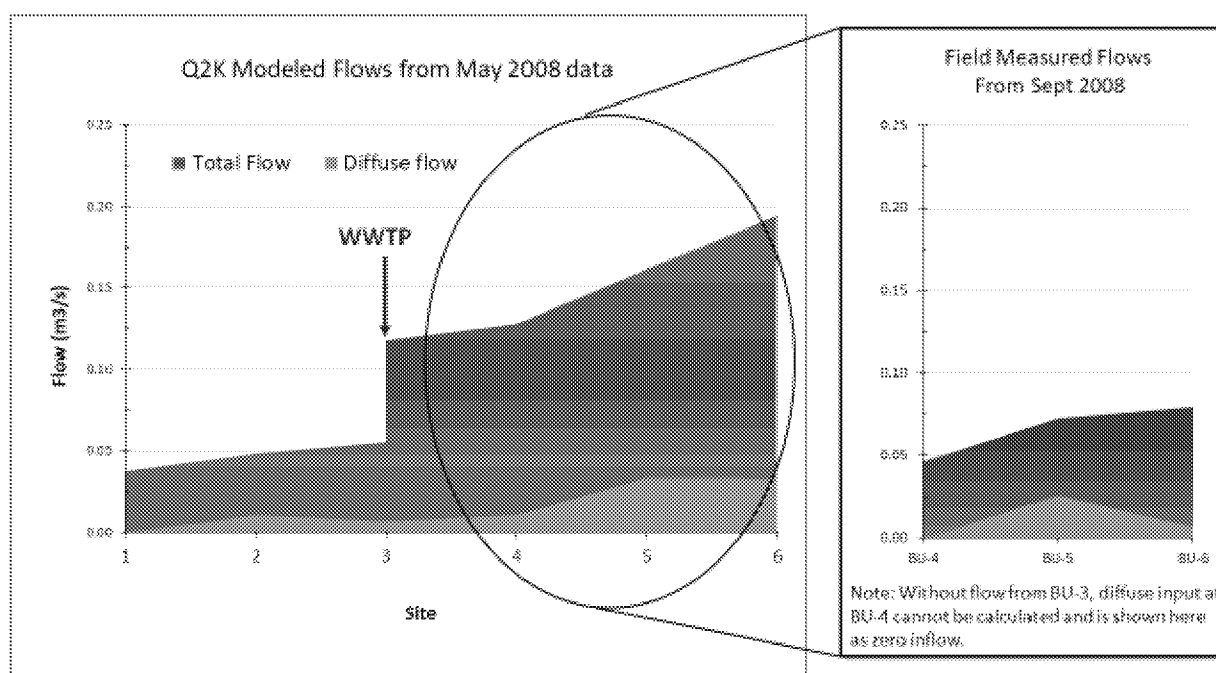 Q2K Modeled Flows from May 2008 data
0.25
Total Flow
Diffuse flow
0.20
WWTP
0.15
Flow (m3/s)
0.10
0.05
0.00
1 2 3 4 5 6
Site
Field Measured Flows
From Sept 2008
0.25
0.20
0.15
0.10
0.05
0.00
BU-4 BU-5 BU-6
Note: Without flow from BU-3, diffuse input at
BU-4 cannot be calculated and is shown here
as zero inflow.